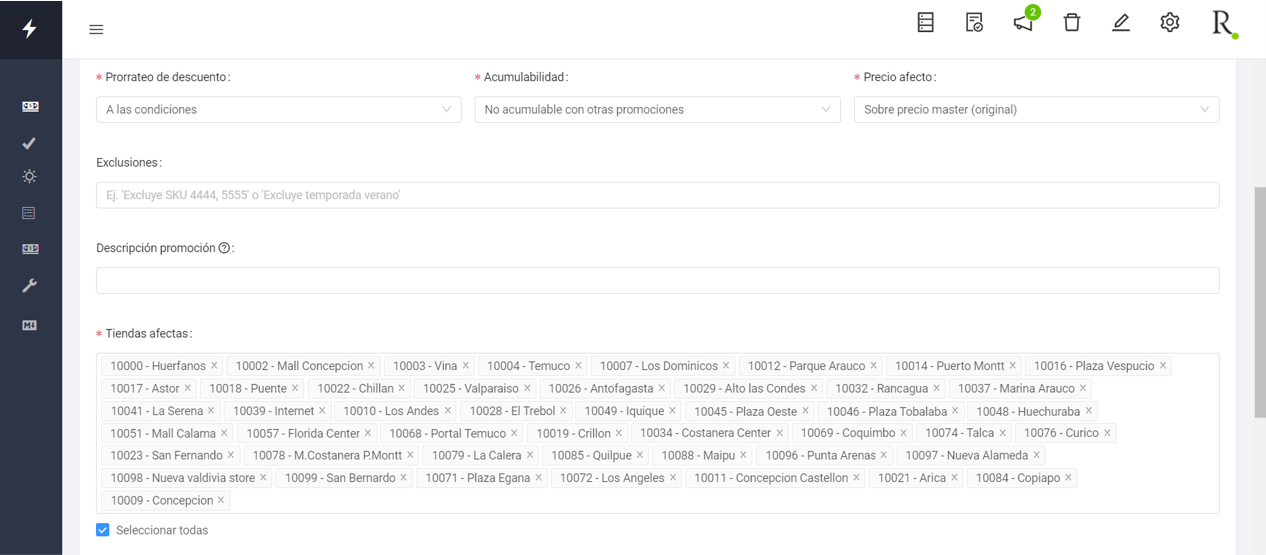 2
R
* Prorrateo de descuento: * Acumulabilidad: * Precio afecto:
A las condiciones No acumulable con otras promociones Sobre precio master (original)
Exclusiones:
Ej. 'Excluye SKU 4444, 5555' o 'Excluye temporada verano'
Descripción promoción ?:
* Tiendas afectas:
10000 - Huerfanos × 10002 - Mall Concepcion × 10003 - Vina × 10004 - Temuco × 10007 - Los Dominicos × 10012 - Parque Arauco × 10014 - Puerto Montt × 10016 - Plaza Vespucio ×
10017 - Astor × 10018 - Puente × 10022 - Chillan × 10025 - Valparaiso × 10026 - Antofagasta × 10029 - Alto las Condes × 10032 - Rancagua × 10037 - Marina Arauco ×
10041 - La Serena × 10039 - Internet × 10010 - Los Andes × 10028 - El Trebol × 10049 - Iquique × 10045 - Plaza Oeste × 10046 - Plaza Tobalaba × 10048 - Huechuraba ×
10051 - Mall Calama × 10057 - Florida Center × 10068 - Portal Temuco × 10019 - Crillon × 10034 - Costanera Center × 10069 - Coquimbo × 10074 - Talca × 10076 - Curico ×
10023 - San Fernando × 10078 - M.Costanera P.Montt × 10079 - La Calera × 10085 - Quilpue × 10088 - Maipu × 10096 - Punta Arenas × 10097 - Nueva Alameda ×
10098 - Nueva valdivia store × 10099 - San Bernardo × 10071 - Plaza Egana × 10072 - Los Angeles × 10011 - Concepcion Castellon × 10021 - Arica × 10084 - Copiapo ×
10009 - Concepcion ×
Seleccionar todas